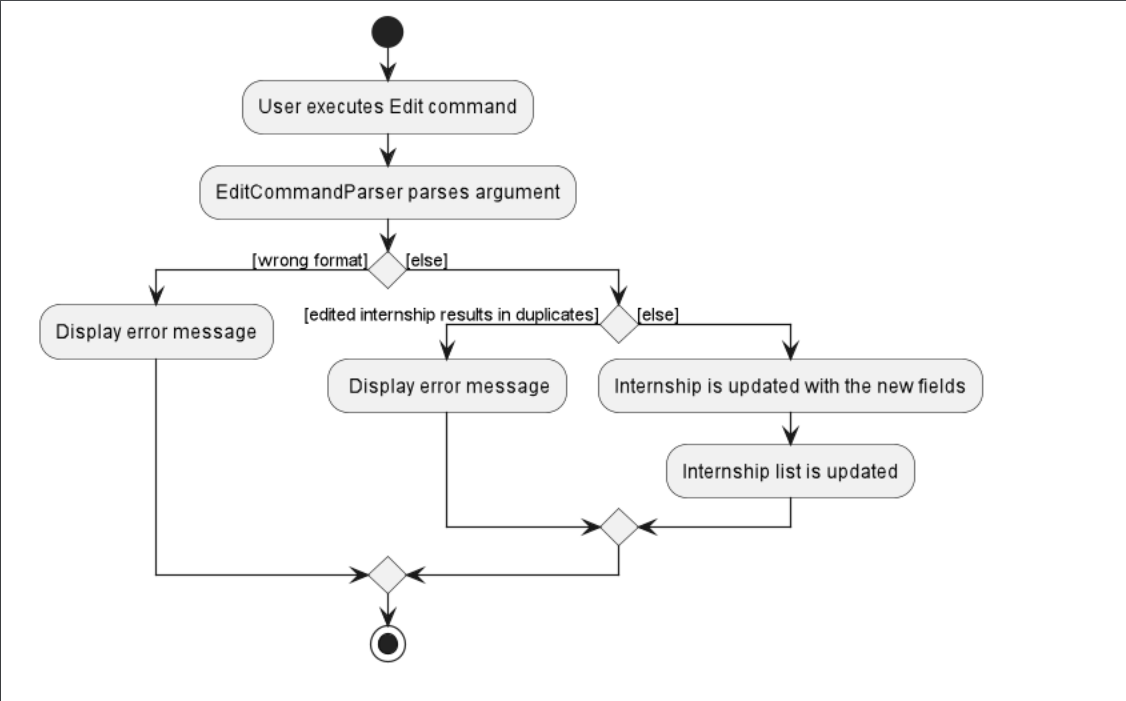 User executes Edit command
EditCommandParser parses argument
[wrong format]
[else]
[edited internship results in duplicates]
[else]
Display error message
Display error message
Internship is updated with the new fields
Internship list is updated